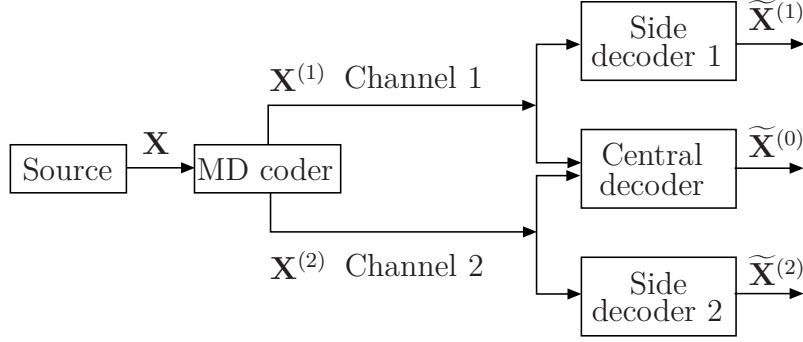 Source
X
MD coder
X^(1) Channel 1
X^(2) Channel 2
Side
decoder 1
X̃^(1)
Central
decoder
X̃^(0)
Side
decoder 2
X̃^(2)